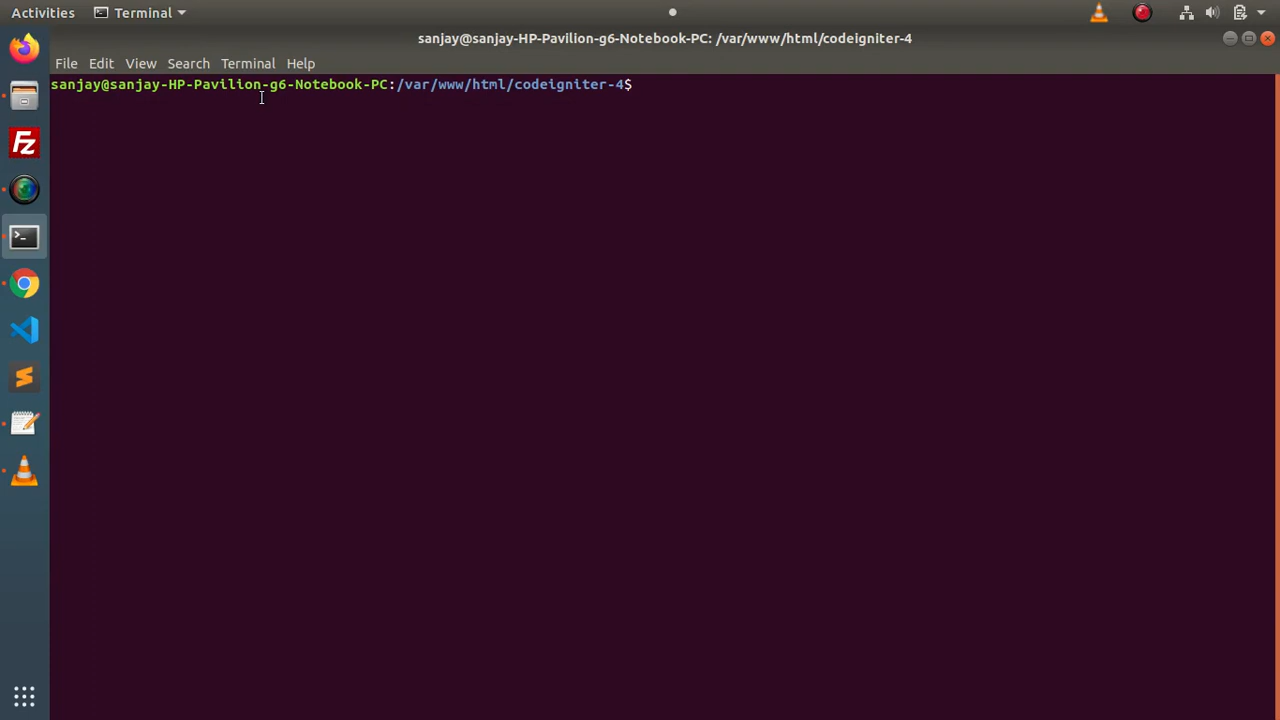 Activities Terminal
sanjay@sanjay-HP-Pavilion-g6-Notebook-PC: /var/www/html/codeigniter-4
File Edit View Search Terminal Help
sanjay@sanjay-HP-Pavilion-g6-Notebook-PC:/var/www/html/codeigniter-4$
Fz